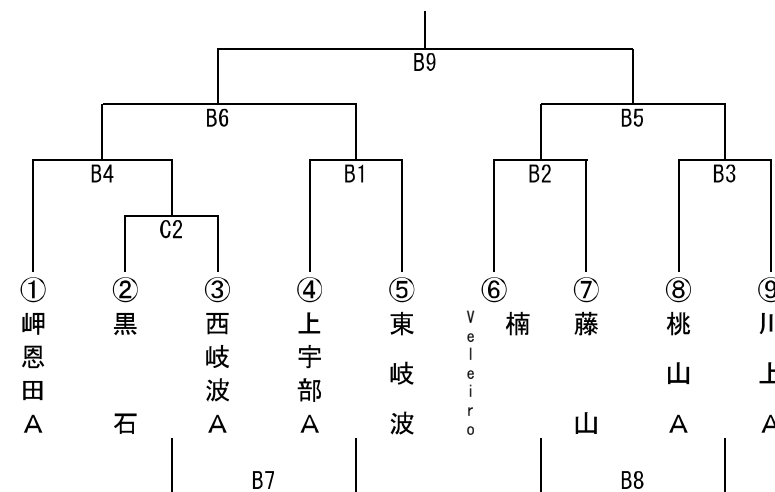 B9
B6
B5
B4
B1
B2
B3
C2
①
②
③
④
⑤
⑥
⑦
⑧
⑨
岬恩田A
黒石
西岐波A
上宇部A
東岐波
楠
Veleiro
藤山
桃山A
川上A
B7
B8